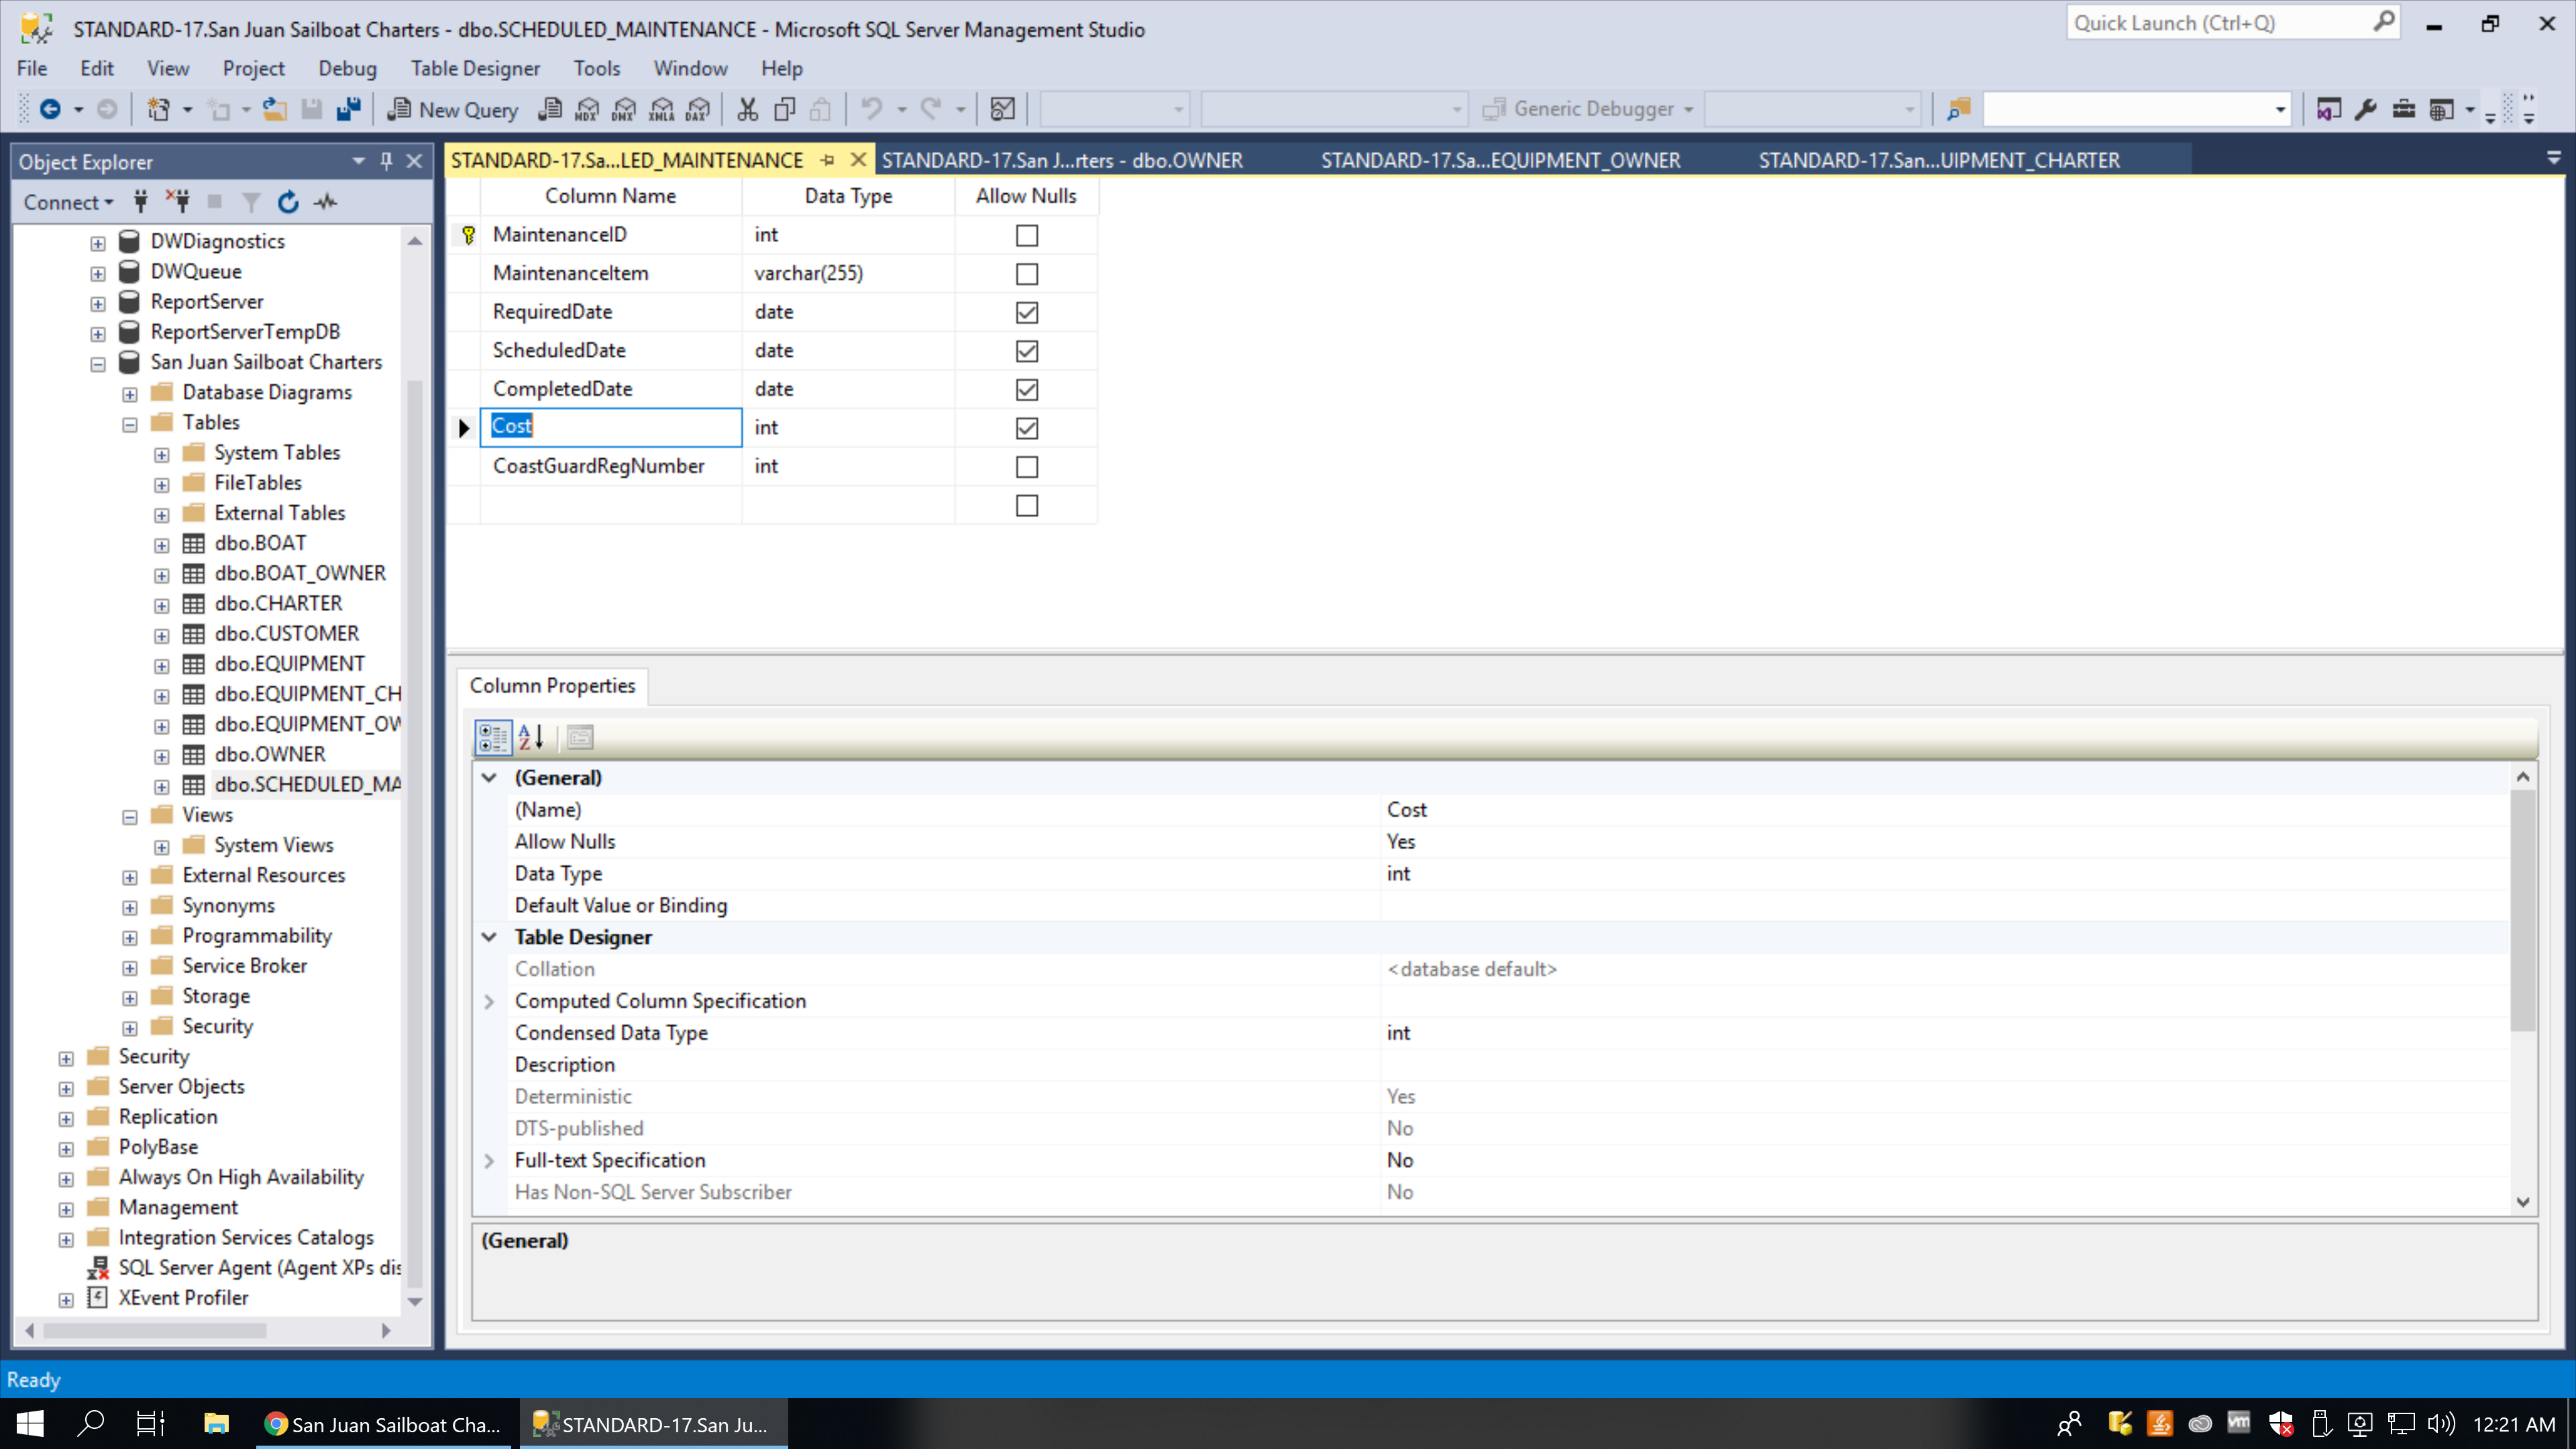 STANDARD-17.San Juan Sailboat Charters - dbo.SCHEDULED_MAINTENANCE - Microsoft SQL Server Management Studio
Quick Launch (Ctrl+Q)
File Edit View Project Debug Table Designer Tools Window Help
New Query MDX DMX XMLA DAX Generic Debugger
Object Explorer
Connect
DWDiagnostics
DWQueue
ReportServer
ReportServerTempDB
San Juan Sailboat Charters
Database Diagrams
Tables
System Tables
FileTables
External Tables
dbo.BOAT
dbo.BOAT_OWNER
dbo.CHARTER
dbo.CUSTOMER
dbo.EQUIPMENT
dbo.EQUIPMENT_CH
dbo.EQUIPMENT_OW
dbo.OWNER
dbo.SCHEDULED_MA
Views
System Views
External Resources
Synonyms
Programmability
Service Broker
Storage
Security
Security
Server Objects
Replication
PolyBase
Always On High Availability
Management
Integration Services Catalogs
SQL Server Agent (Agent XPs dis
XEvent Profiler
STANDARD-17.Sa...LED_MAINTENANCE STANDARD-17.San J...rters - dbo.OWNER STANDARD-17.Sa...EQUIPMENT_OWNER STANDARD-17.San...UIPMENT_CHARTER
Column Name Data Type Allow Nulls
MaintenanceID int
MaintenanceItem varchar(255)
RequiredDate date
ScheduledDate date
CompletedDate date
Cost int
CoastGuardRegNumber int
Column Properties
(General)
(Name) Cost
Allow Nulls Yes
Data Type int
Default Value or Binding
Table Designer
Collation <database default>
Computed Column Specification
Condensed Data Type int
Description
Deterministic Yes
DTS-published No
Full-text Specification No
Has Non-SQL Server Subscriber No
(General)
Ready
San Juan Sailboat Cha... STANDARD-17.San Ju... vm 12:21 AM